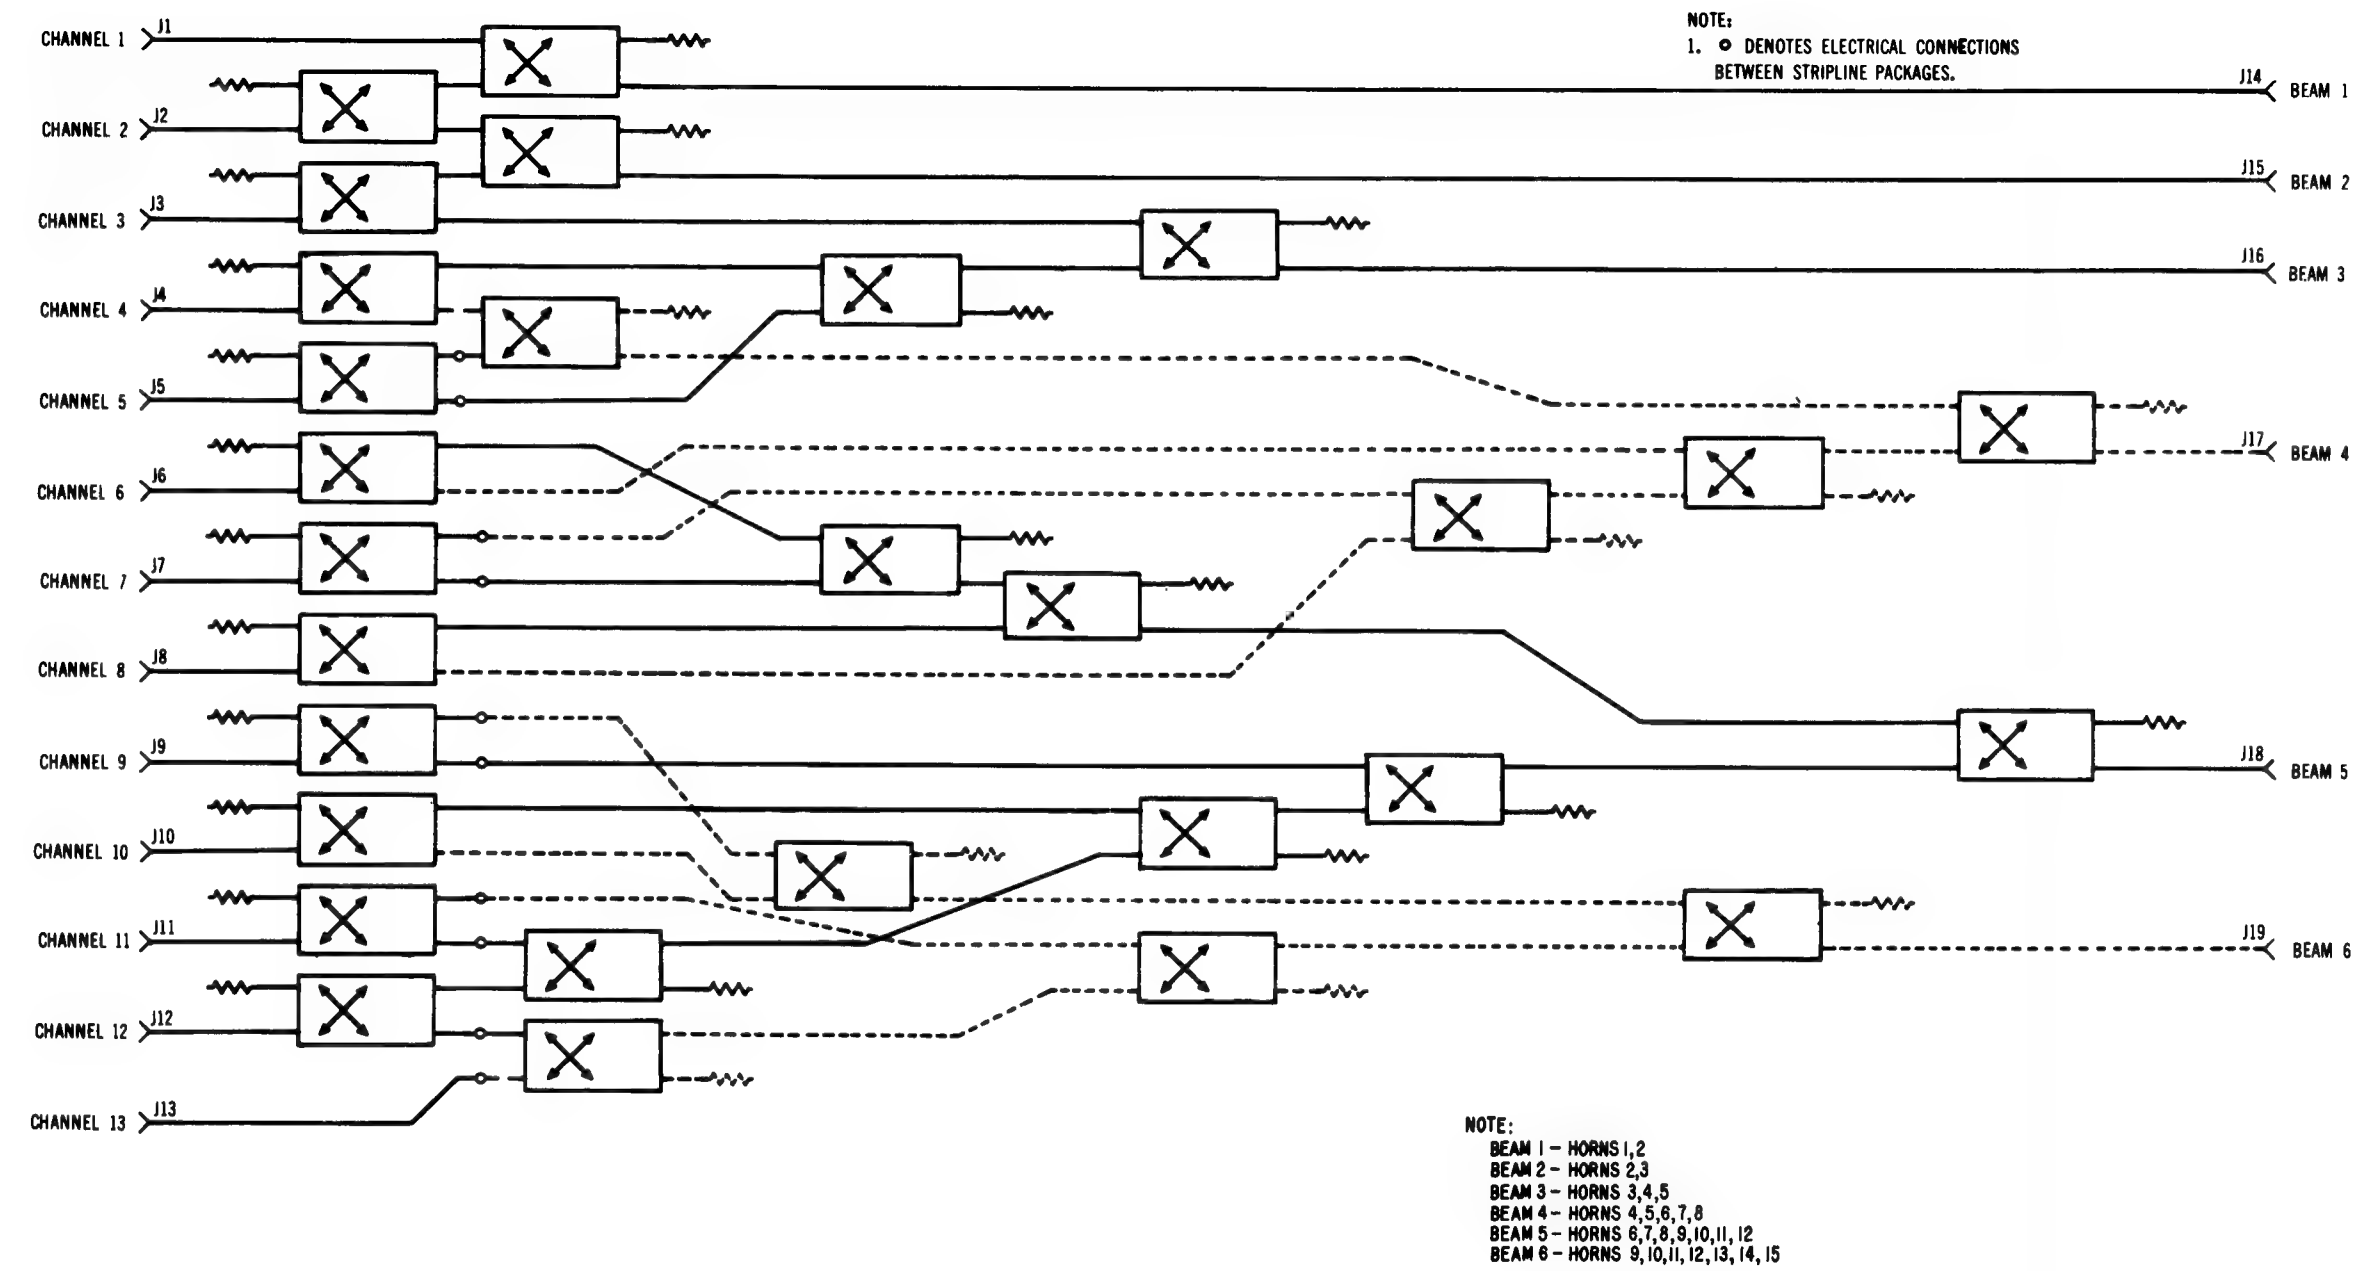 CHANNEL 1 J1
CHANNEL 2 J2
CHANNEL 3 J3
CHANNEL 4 J4
CHANNEL 5 J5
CHANNEL 6 J6
CHANNEL 7 J7
CHANNEL 8 J8
CHANNEL 9 J9
CHANNEL 10 J10
CHANNEL 11 J11
CHANNEL 12 J12
CHANNEL 13 J13
NOTE:
1. o DENOTES ELECTRICAL CONNECTIONS
BETWEEN STRIPLINE PACKAGES.
J14 BEAM 1
J15 BEAM 2
J16 BEAM 3
J17 BEAM 4
J18 BEAM 5
J19 BEAM 6
NOTE:
BEAM 1 - HORNS 1,2
BEAM 2 - HORNS 2,3
BEAM 3 - HORNS 3,4,5
BEAM 4 - HORNS 4,5,6,7,8
BEAM 5 - HORNS 6,7,8,9,10,11,12
BEAM 6 - HORNS 9,10,11,12,13,14,15